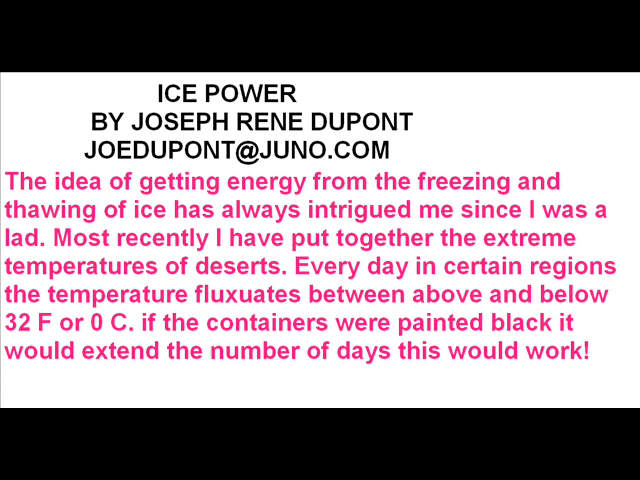 ICE POWER
BY JOSEPH RENE DUPONT
JOEDUPONT@JUNO.COM
The idea of getting energy from the freezing and
thawing of ice has always intrigued me since I was a
lad. Most recently I have put together the extreme
temperatures of deserts. Every day in certain regions
the temperature fluxuates between above and below
32 F or 0 C. if the containers were painted black it
would extend the number of days this would work!